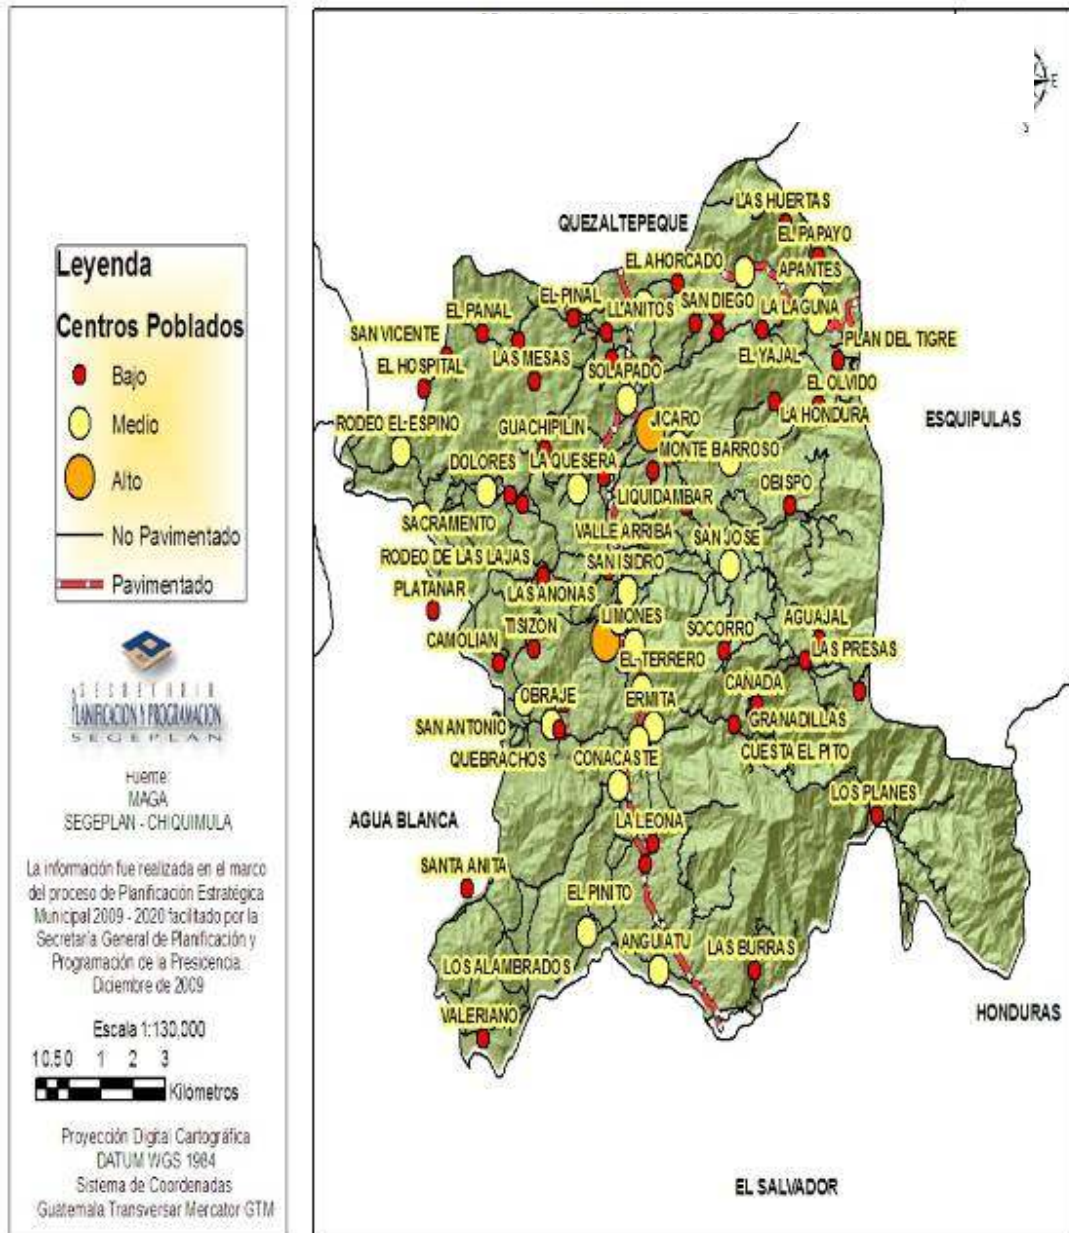 Leyenda
Centros Poblados
Bajo
Medio
Alto
No Pavimentado
Pavimentado
SECRETARIA
PLANIFICACION Y PROGRAMACION
SEGEPLAN
Fuente:
MAGA
SEGEPLAN - CHIQUIMULA
La información fue realizada en el marco
del proceso de Planificación Estratégica
Municipal 2009 - 2020 facilitado por la
Secretaría General de Planificación y
Programación de la Presidencia.
Diciembre de 2009
Escala 1:130,000
1 0.5 0 1 2 3
Kilómetros
Proyección Digital Cartográfica
DATUM WGS 1984
Sistema de Coordenadas
Guatemala Transversar Mercator GTM
E
S
LAS HUERTAS
QUEZALTEPEQUE
EL PAPAYO
EL AHORCADO
APANTES
EL PINAL
SAN DIEGO
EL PANAL
LLANITOS
LA LAGUNA
SAN VICENTE
PLAN DEL TIGRE
LAS MESAS
EL YAJAL
EL HOSPITAL
SOLAPADO
EL OLVIDO
LA HONDURA
JICARO
ESQUIPULAS
RODEO EL ESPINO
GUACHIPILIN
MONTE BARROSO
DOLORES
LA QUESERA
OBISPO
LIQUIDAMBAR
SACRAMENTO
VALLE ARRIBA
SAN JOSE
RODEO DE LAS LAJAS
SAN ISIDRO
PLATANAR
LAS ANONAS
LIMONES
TISIZON
SOCORRO
AGUAJAL
CAMOLIAN
LAS PRESAS
EL TERRERO
CAÑADA
OBRAJE
ERMITA
SAN ANTONIO
GRANADILLAS
QUEBRACHOS
CUESTA EL PITO
CONACASTE
LOS PLANES
AGUA BLANCA
LA LEONA
SANTA ANITA
EL PINITO
ANGUIATU
LAS BURRAS
LOS ALAMBRADOS
VALERIANO
HONDURAS
EL SALVADOR